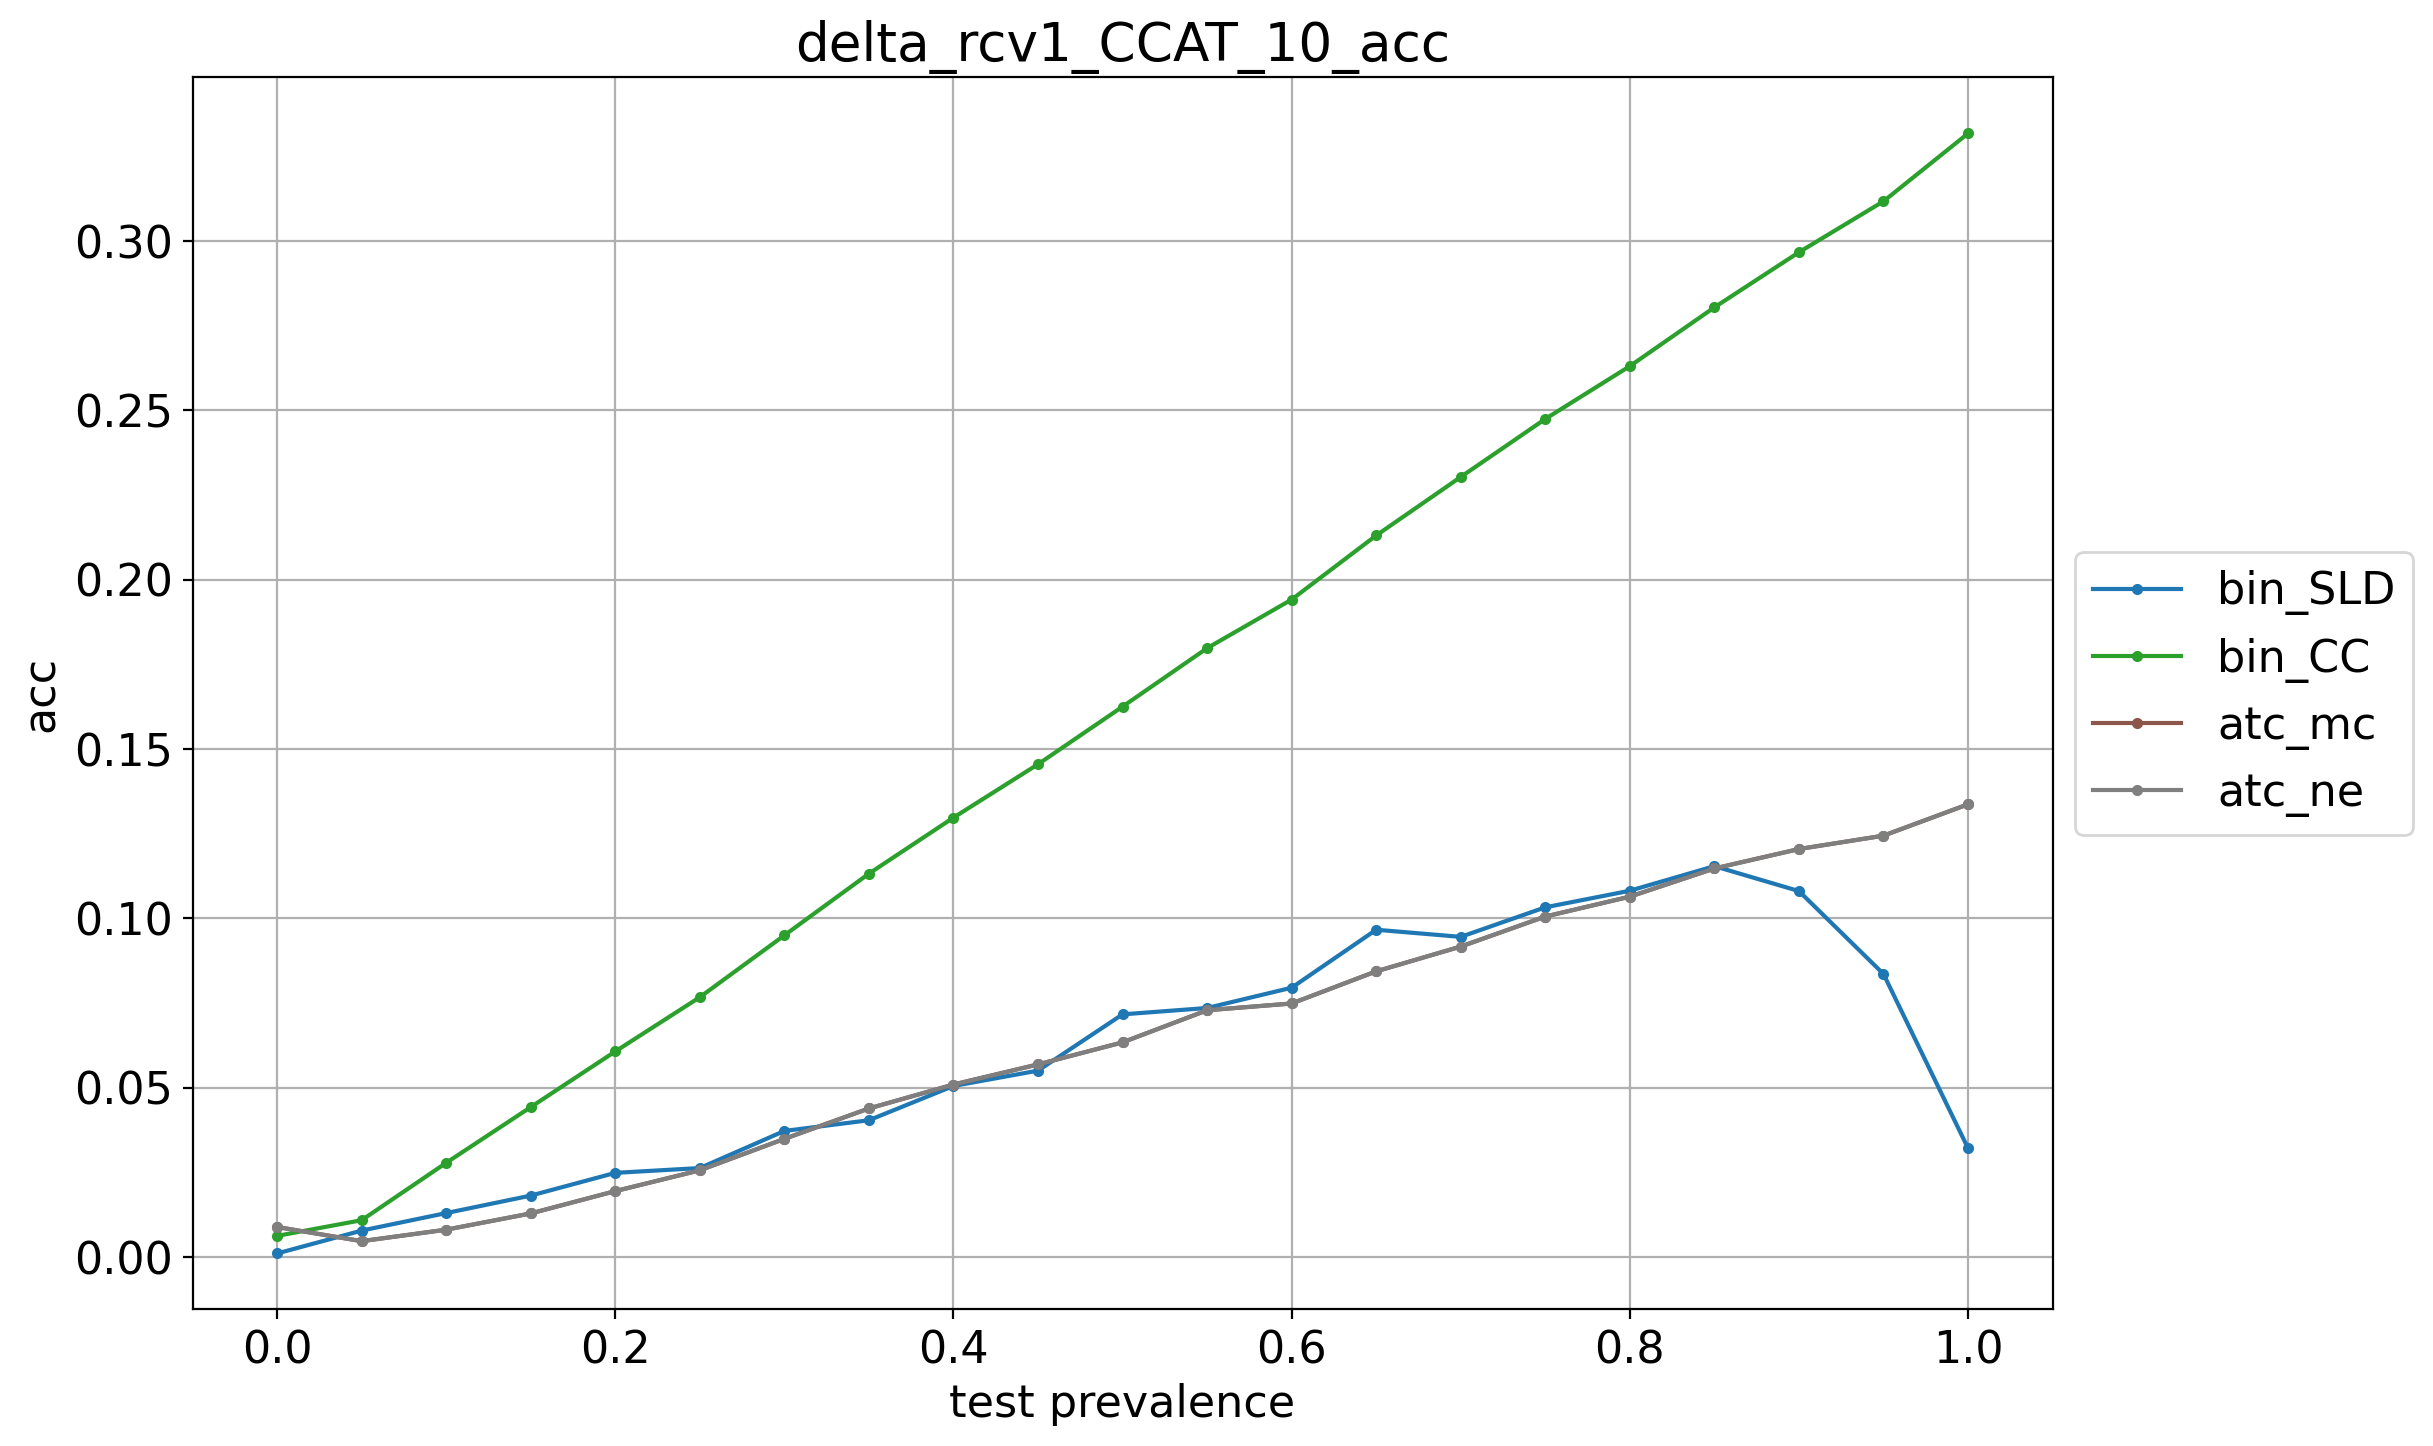 delta_rcv1_CCAT_10_acc
0.30
0.25
0.20
0.15
0.10
0.05
0.00
acc
0.0 0.2 0.4 0.6 0.8 1.0
test prevalence
bin_SLD
bin_CC
atc_mc
atc_ne